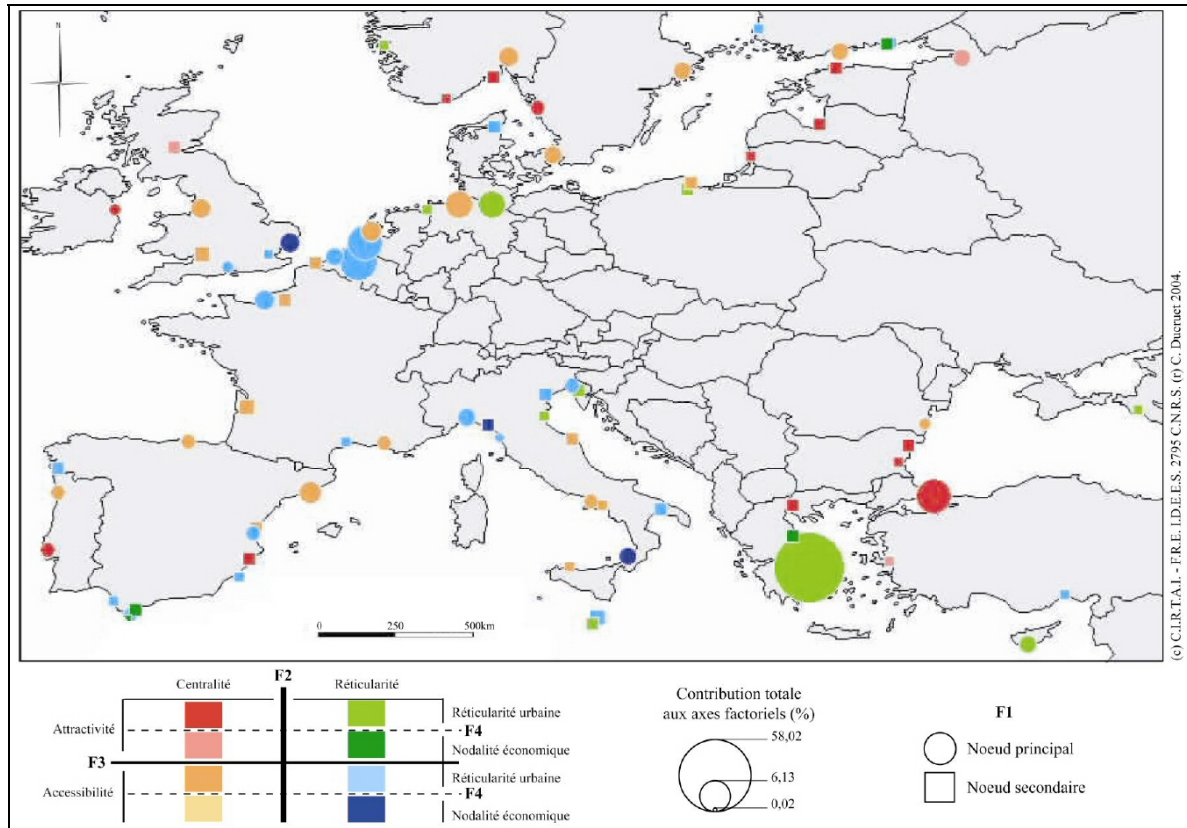 N
0 250 500km
(c) C.I.R.T.A.I. - F.R.E. I.D.E.E.S. 2795 C.N.R.S. (r) C. Ducruet 2004.
F2
Centralité Réticularité
Attractivité
Réticularité urbaine
F4
Nodalité économique
F3
Accessibilité
Réticularité urbaine
F4
Nodalité économique
Contribution totale
aux axes factoriels (%)
58,02
6,13
0,02
F1
Noeud principal
Noeud secondaire